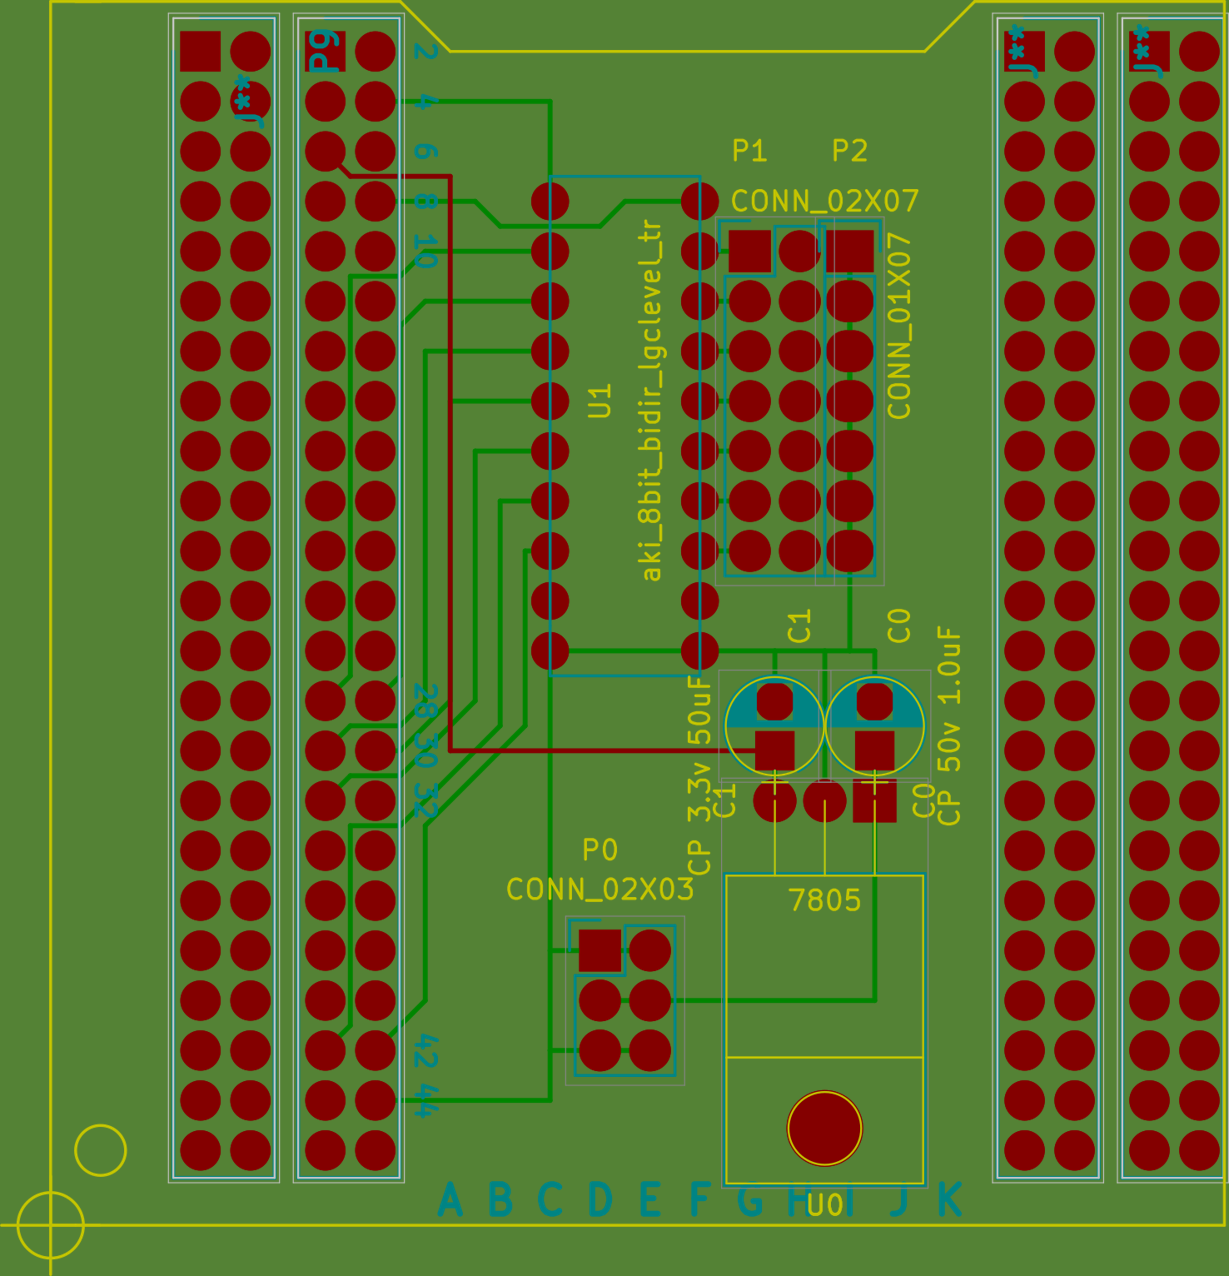 P9
J**
J**
J**
2
4
6
8
10
P1
P2
CONN_02X07
CONN_01X07
U1
aki_8bit_bidir_lgclevel_tr
C1
C0
28
30
32
CP 3.3v 50uF
CP 50v 1.0uF
C1
C0
P0
CONN_02X03
7805
42
44
A B C D E F G H I J K
U0